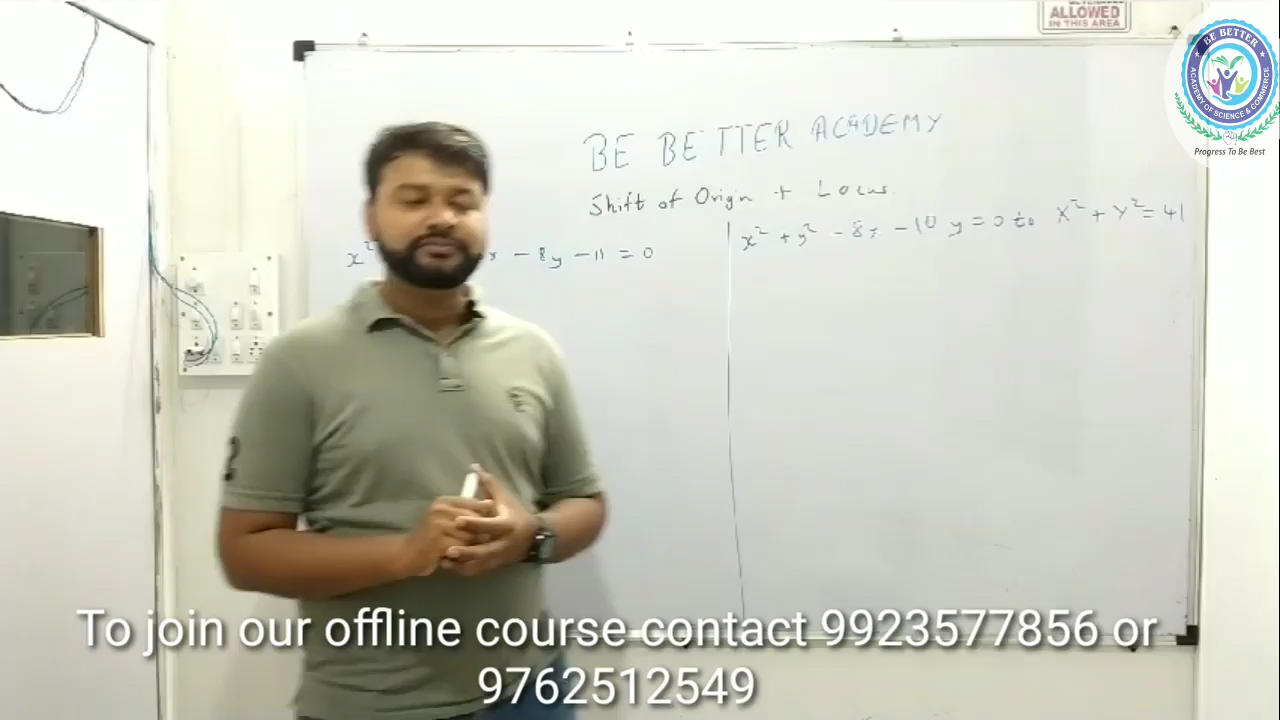 ALLOWED
IN THIS AREA
BE BETTER
ACADEMY OF SCIENCE & COMMERCE
Progress To Be Best
BE BETTER ACADEMY
Shift of Origin + Locus
x² - 8y - 11 = 0
x² + y² - 8x - 10y = 0 to X² + Y² = 41
To join our offline course contact 9923577856 or
9762512549